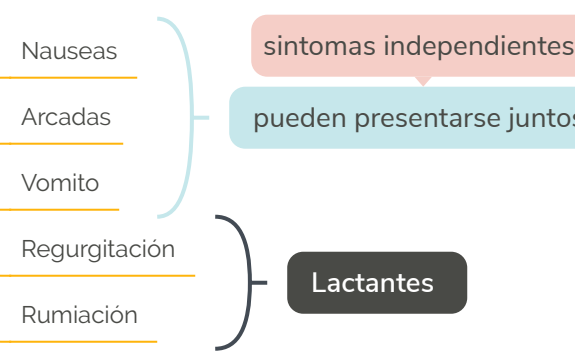 Nauseas
Arcadas
Vomito
Regurgitación
Rumiación
sintomas independientes
pueden presentarse juntos
Lactantes